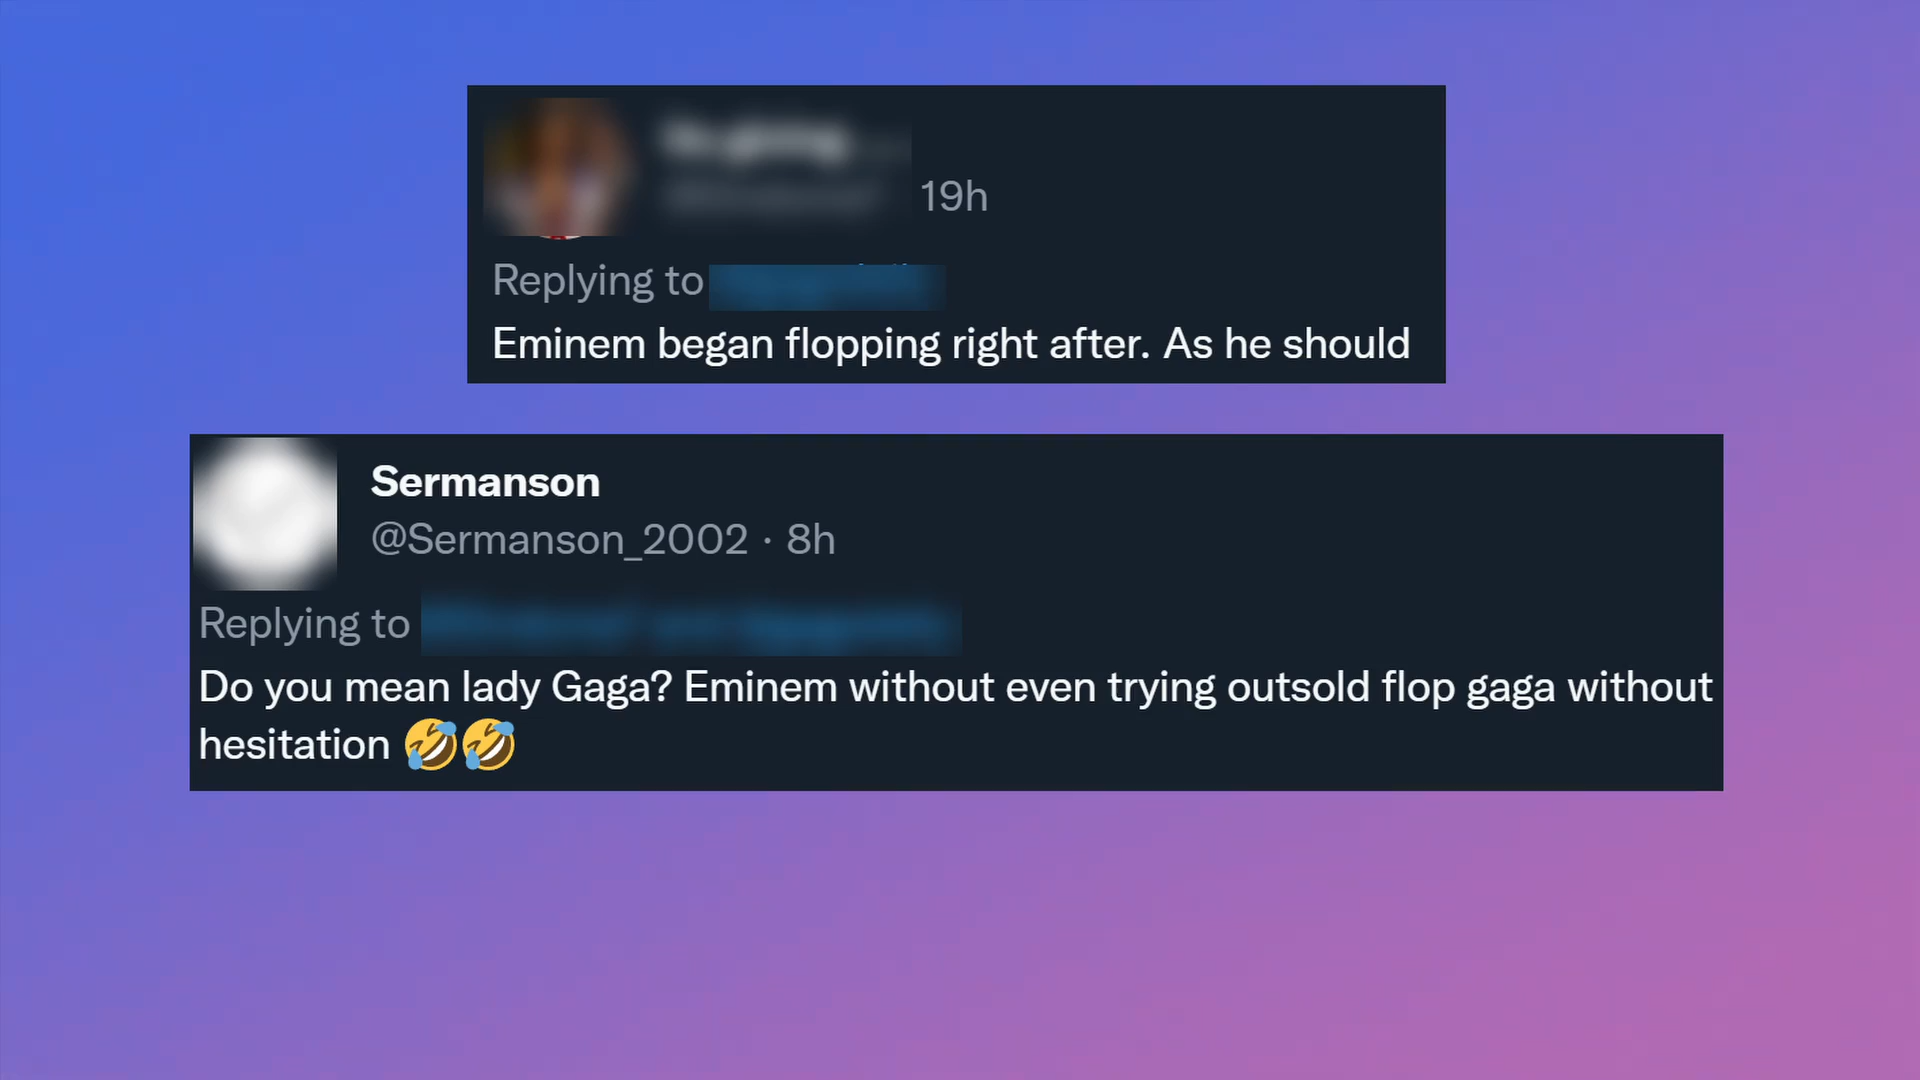 19h
Replying to
Eminem began flopping right after. As he should
Sermanson
@Sermanson_2002 · 8h
Replying to
Do you mean lady Gaga? Eminem without even trying outsold flop gaga without
hesitation 🤣🤣